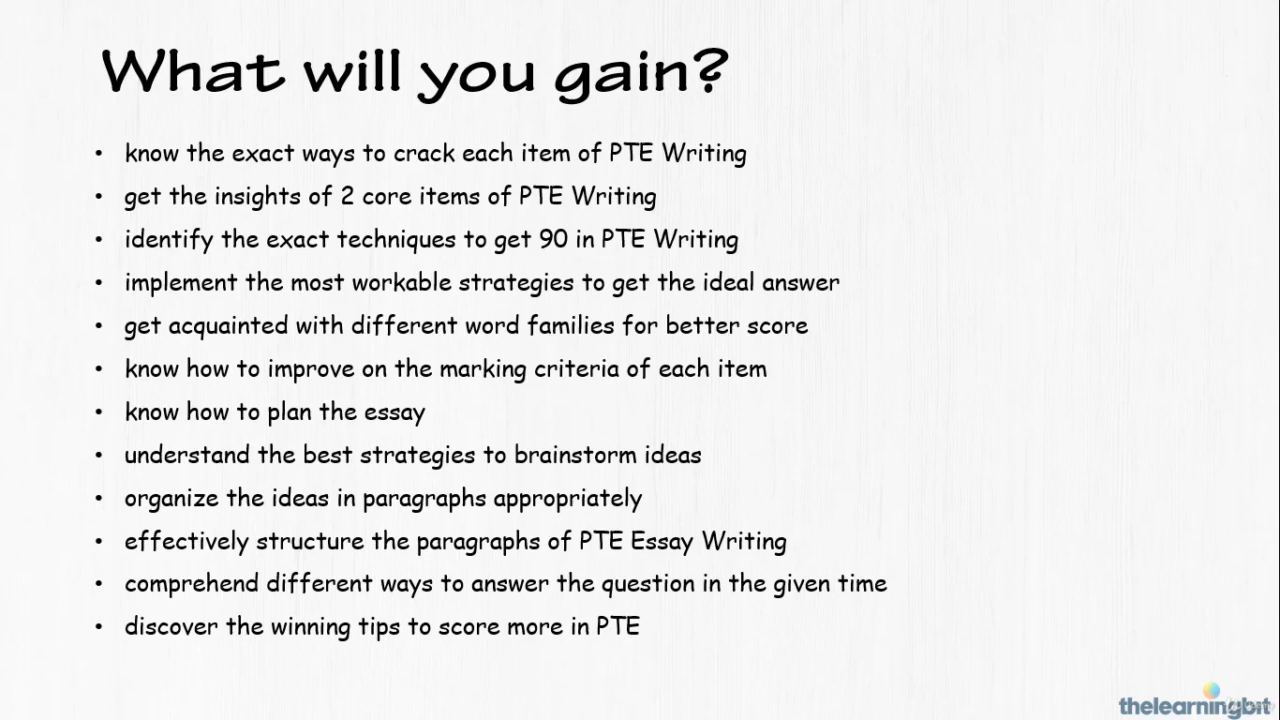 What will you gain?
• know the exact ways to crack each item of PTE Writing
• get the insights of 2 core items of PTE Writing
• identify the exact techniques to get 90 in PTE Writing
• implement the most workable strategies to get the ideal answer
• get acquainted with different word families for better score
• know how to improve on the marking criteria of each item
• know how to plan the essay
• understand the best strategies to brainstorm ideas
• organize the ideas in paragraphs appropriately
• effectively structure the paragraphs of PTE Essay Writing
• comprehend different ways to answer the question in the given time
• discover the winning tips to score more in PTE
thelearningbit